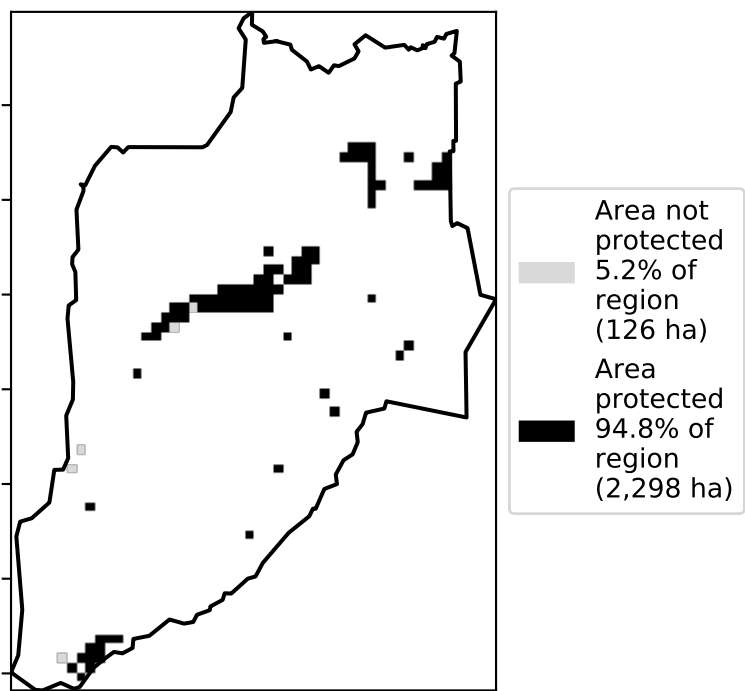 Area not
protected
5.2% of
region
(126 ha)
Area
protected
94.8% of
region
(2,298 ha)